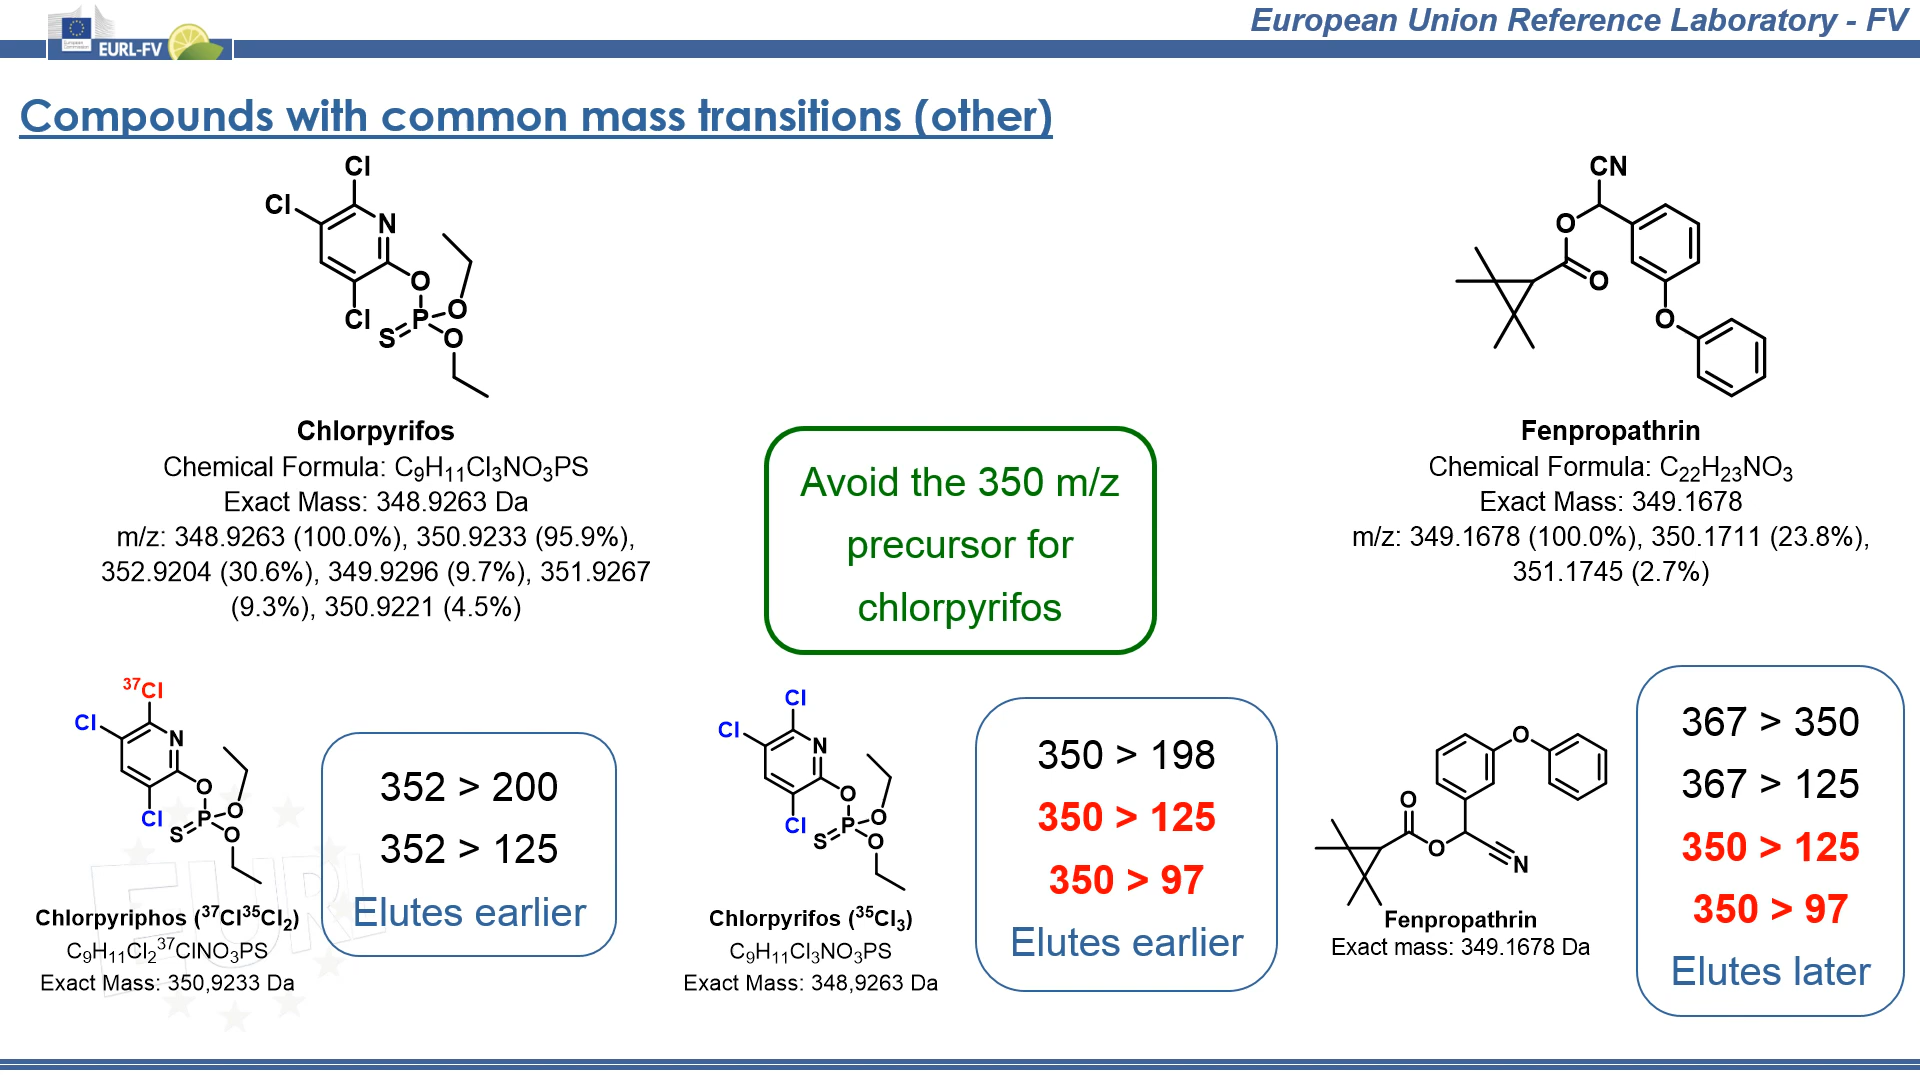 European Union Reference Laboratory - FV
European Commission
EURL-FV
Compounds with common mass transitions (other)
Cl
Cl
N
O
Cl
P
O
S
O
CN
O
O
O
Chlorpyrifos
Chemical Formula: C₉H₁₁Cl₃NO₃PS
Exact Mass: 348.9263 Da
m/z: 348.9263 (100.0%), 350.9233 (95.9%),
352.9204 (30.6%), 349.9296 (9.7%), 351.9267
(9.3%), 350.9221 (4.5%)
Avoid the 350 m/z
precursor for
chlorpyrifos
Fenpropathrin
Chemical Formula: C₂₂H₂₃NO₃
Exact Mass: 349.1678
m/z: 349.1678 (100.0%), 350.1711 (23.8%),
351.1745 (2.7%)
³⁷Cl
Cl
N
O
Cl
P
O
S
O
Chlorpyriphos (³⁷Cl³⁵Cl₂)
C₉H₁₁Cl₂³⁷ClNO₃PS
Exact Mass: 350,9233 Da
352 > 200
352 > 125
Elutes earlier
Cl
Cl
N
O
Cl
P
O
S
O
Chlorpyrifos (³⁵Cl₃)
C₉H₁₁Cl₃NO₃PS
Exact Mass: 348,9263 Da
350 > 198
350 > 125
350 > 97
Elutes earlier
O
O
O
N
Fenpropathrin
Exact mass: 349.1678 Da
367 > 350
367 > 125
350 > 125
350 > 97
Elutes later
EURL